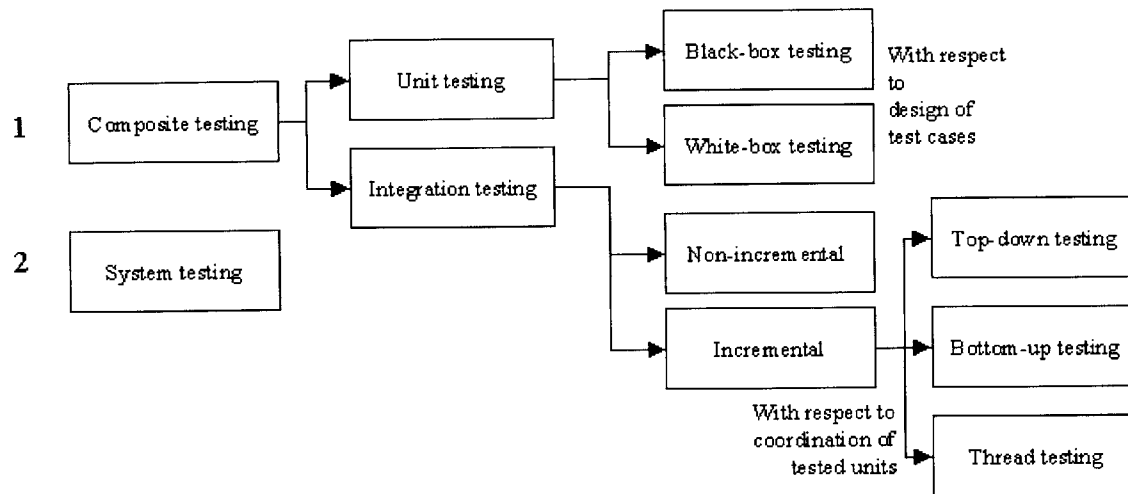 1
Composite testing
Unit testing
Integration testing
Black-box testing
White-box testing
With respect
to
design of
test cases
2
System testing
Non-incremental
Incremental
With respect to
coordination of
tested units
Top-down testing
Bottom-up testing
Thread testing